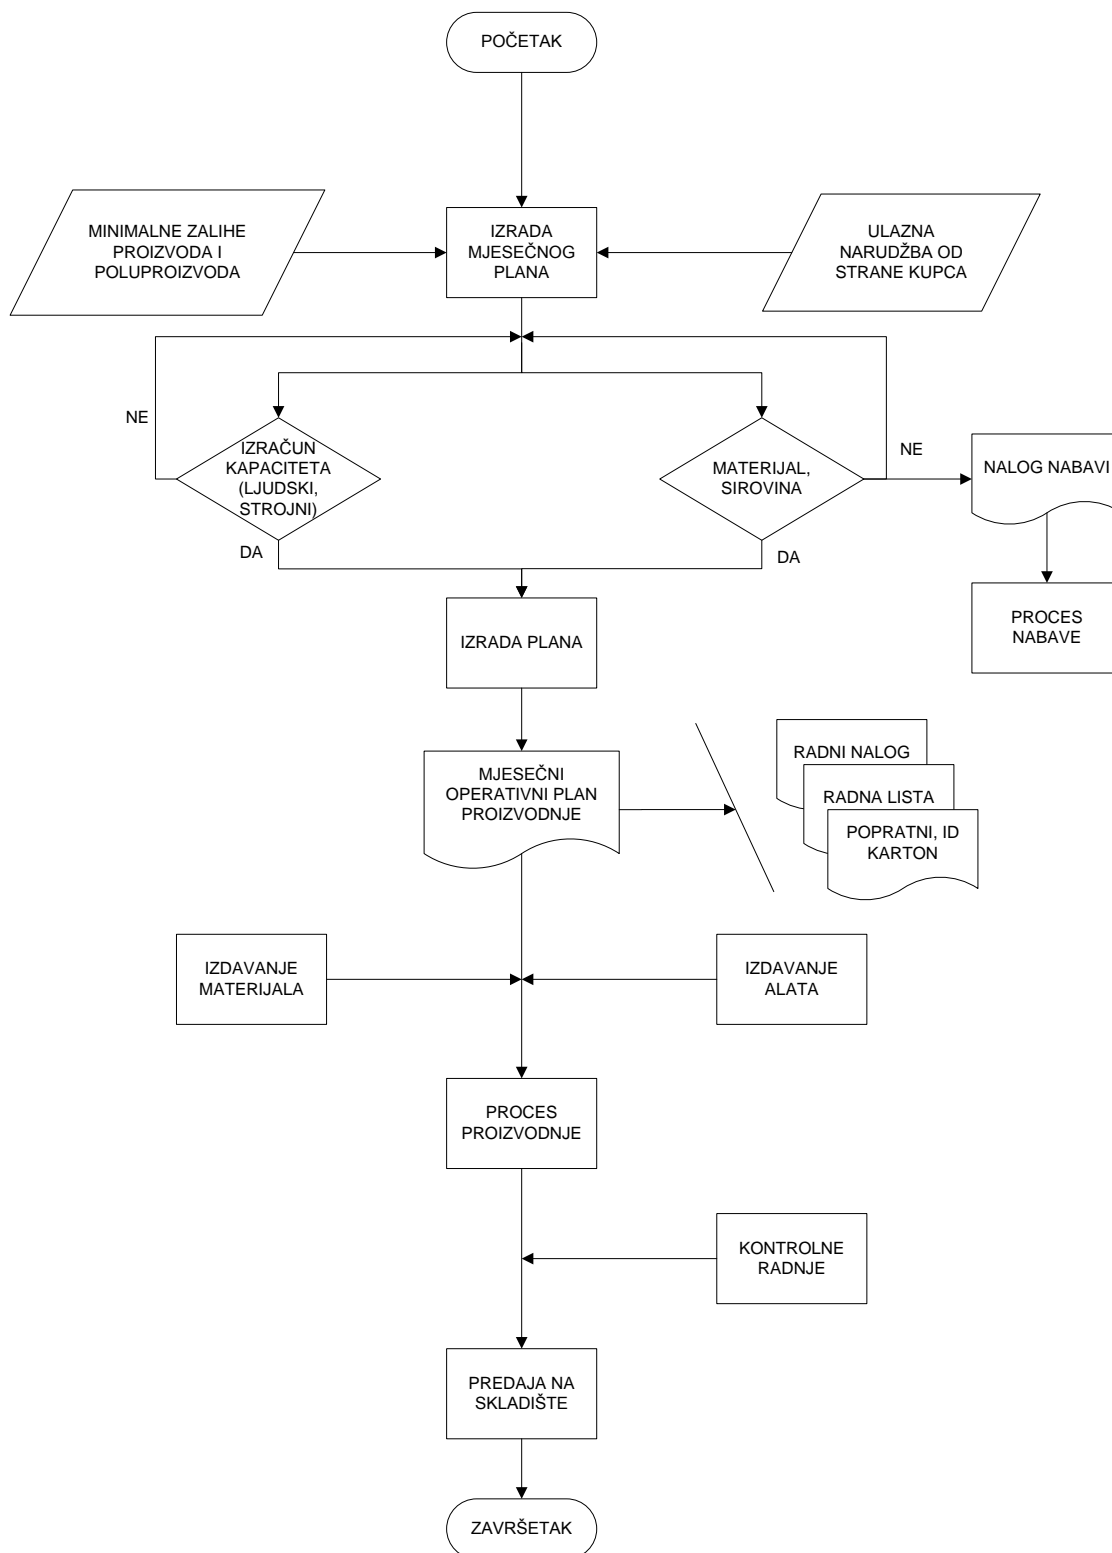 POČETAK
MINIMALNE ZALIHE
PROIZVODA I
POLUPROIZVODA
IZRADA
MJESEČNOG
PLANA
ULAZNA
NARUDŽBA OD
STRANE KUPCA
NE
IZRAČUN
KAPACITETA
(LJUDSKI,
STROJNI)
MATERIJAL,
SIROVINA
NE
NALOG NABAVI
DA
DA
IZRADA PLANA
PROCES
NABAVE
MJESEČNI
OPERATIVNI PLAN
PROIZVODNJE
RADNI NALOG
RADNA LISTA
POPRATNI, ID
KARTON
IZDAVANJE
MATERIJALA
IZDAVANJE
ALATA
PROCES
PROIZVODNJE
KONTROLNE
RADNJE
PREDAJA NA
SKLADIŠTE
ZAVRŠETAK